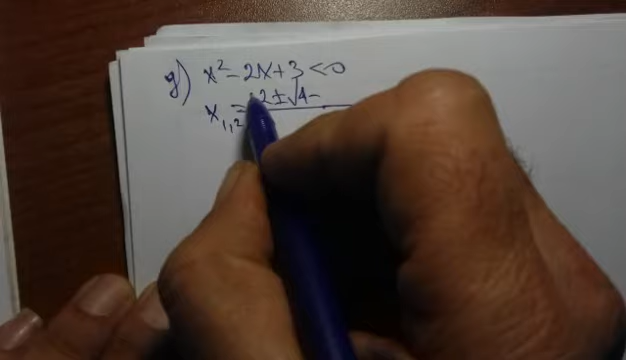 g) x² - 2x + 3 < 0
x₁,₂ = 2 ± √4 -